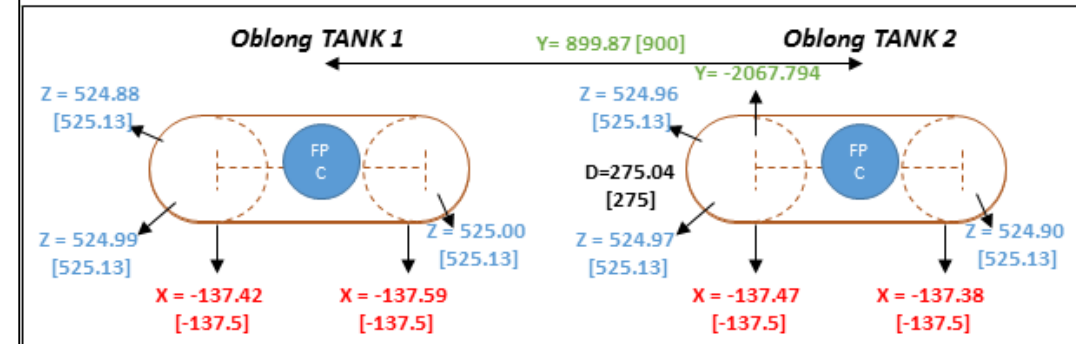 Oblong TANK 1
Y= 899.87 [900]
Oblong TANK 2
Y= -2067.794
Z = 524.88
[525.13]
FP
C
Z = 524.99
[525.13]
Z = 525.00
[525.13]
X = -137.42
[-137.5]
X = -137.59
[-137.5]
Z = 524.96
[525.13]
D=275.04
[275]
FP
C
Z = 524.97
[525.13]
Z = 524.90
[525.13]
X = -137.47
[-137.5]
X = -137.38
[-137.5]